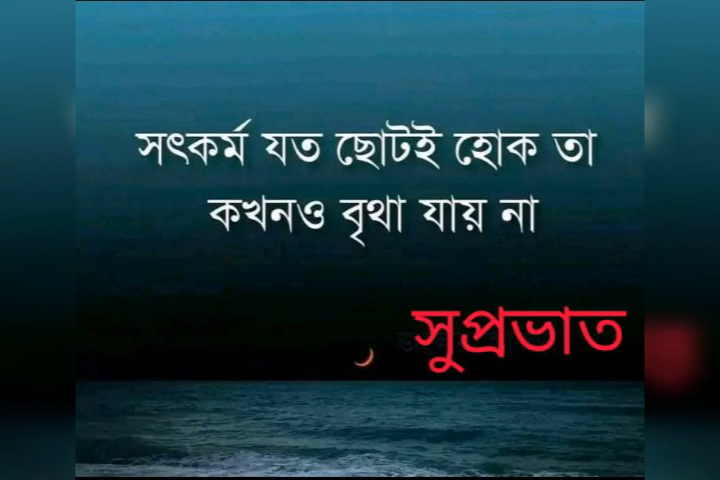 সৎকর্ম যত ছোটই হোক তা
কখনও বৃথা যায় না
সুপ্রভাত